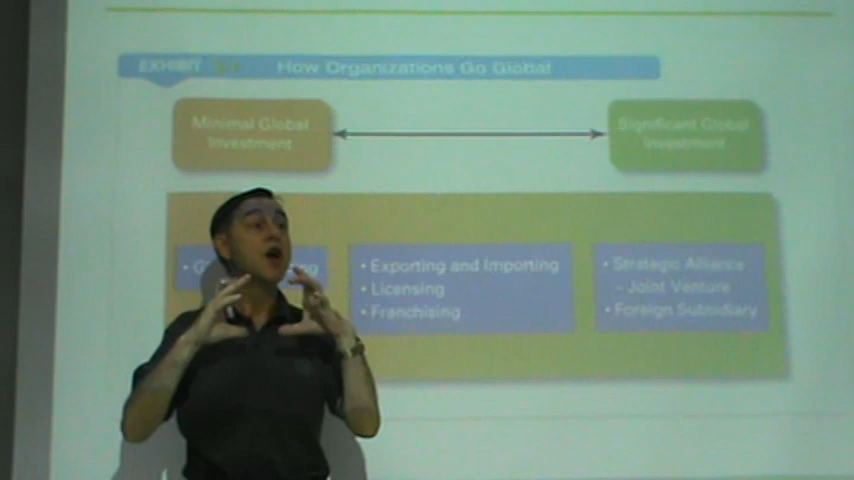 EXHIBIT
How Organizations Go Global
Minimal Global
Investment
Significant Global
Investment
• Exporting and Importing
• Licensing
• Franchising
• Strategic Alliance
– Joint Venture
• Foreign Subsidiary